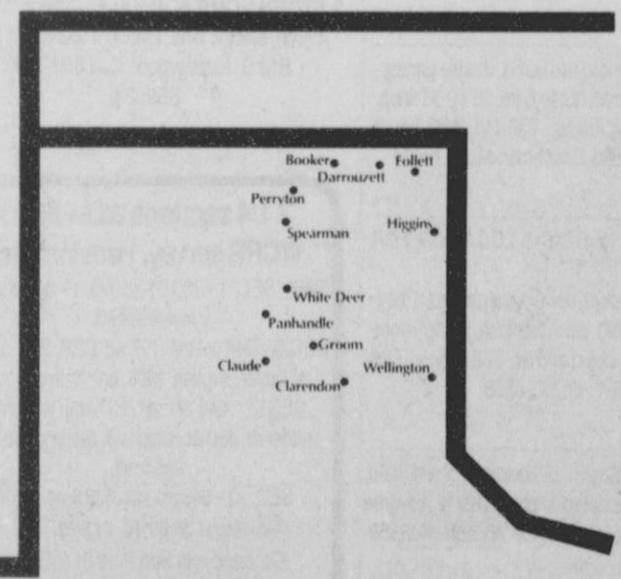 Booker
Follett
Darrouzett
Perryton
Spearman
Higgins
White Deer
Panhandle
Groom
Claude
Wellington
Clarendon